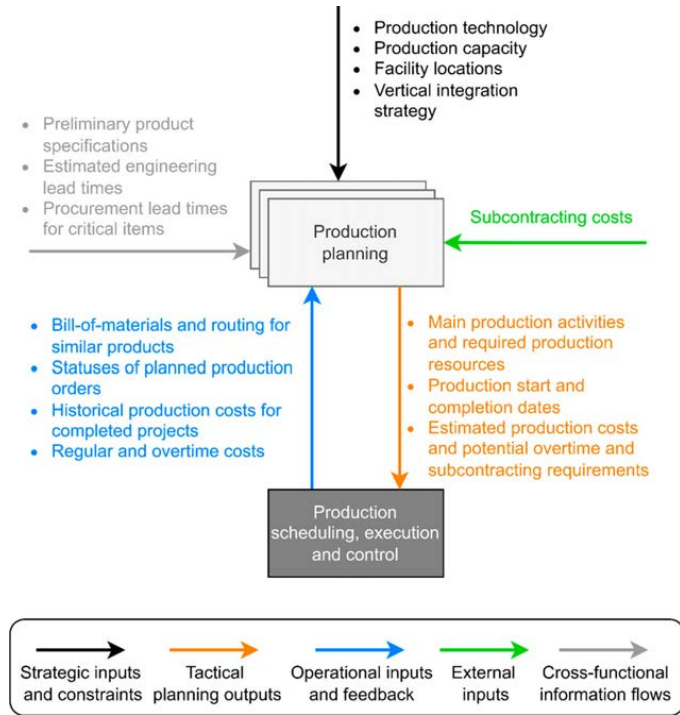 • Production technology
• Production capacity
• Facility locations
• Vertical integration
strategy
• Preliminary product
specifications
• Estimated engineering
lead times
• Procurement lead times
for critical items
Production
planning
Subcontracting costs
• Bill-of-materials and routing for
similar products
• Statuses of planned production
orders
• Historical production costs for
completed projects
• Regular and overtime costs
• Main production activities
and required production
resources
• Production start and
completion dates
• Estimated production costs
and potential overtime and
subcontracting requirements
Production
scheduling, execution
and control
Strategic inputs
and constraints
Tactical
planning outputs
Operational inputs
and feedback
External
inputs
Cross-functional
information flows